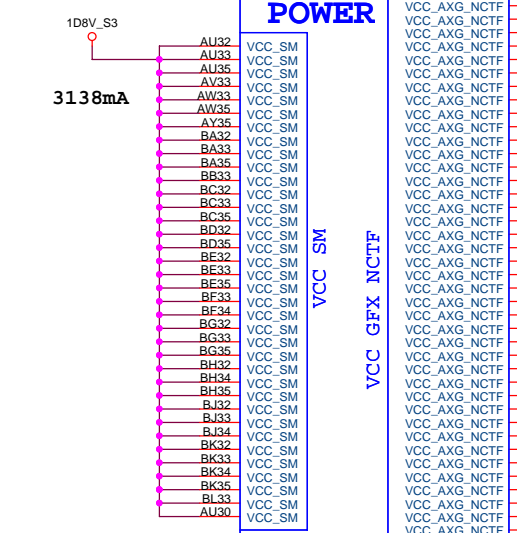 POWER
VCC_AXG_NCTF
VCC_AXG_NCTF
VCC_AXG_NCTF
1D8V_S3
3138mA
AU32 VCC_SM VCC_AXG_NCTF
AU33 VCC_SM VCC_AXG_NCTF
AU35 VCC_SM VCC_AXG_NCTF
AV33 VCC_SM VCC_AXG_NCTF
AW33 VCC_SM VCC_AXG_NCTF
AW35 VCC_SM VCC_AXG_NCTF
AY35 VCC_SM VCC_AXG_NCTF
BA32 VCC_SM VCC_AXG_NCTF
BA33 VCC_SM VCC_AXG_NCTF
BA35 VCC_SM VCC_AXG_NCTF
BB33 VCC_SM VCC_AXG_NCTF
BC32 VCC_SM VCC_AXG_NCTF
BC33 VCC_SM VCC_AXG_NCTF
BC35 VCC_SM VCC_AXG_NCTF
BD32 VCC_SM VCC_AXG_NCTF
BD35 VCC_SM VCC_AXG_NCTF
BE32 VCC_SM VCC_AXG_NCTF
BE33 VCC_SM VCC_AXG_NCTF
BE35 VCC_SM VCC_AXG_NCTF
BF33 VCC_SM VCC_AXG_NCTF
BF34 VCC_SM VCC_AXG_NCTF
BG32 VCC_SM VCC_AXG_NCTF
BG33 VCC_SM VCC_AXG_NCTF
BG35 VCC_SM VCC_AXG_NCTF
BH32 VCC_SM VCC_AXG_NCTF
BH34 VCC_SM VCC_AXG_NCTF
BH35 VCC_SM VCC_AXG_NCTF
BJ32 VCC_SM VCC_AXG_NCTF
BJ33 VCC_SM VCC_AXG_NCTF
BJ34 VCC_SM VCC_AXG_NCTF
BK32 VCC_SM VCC_AXG_NCTF
BK33 VCC_SM VCC_AXG_NCTF
BK34 VCC_SM VCC_AXG_NCTF
BK35 VCC_SM VCC_AXG_NCTF
BL33 VCC_SM VCC_AXG_NCTF
AU30 VCC_SM VCC_AXG_NCTF
VCC_AXG_NCTF
VCC SM
VCC GFX NCTF